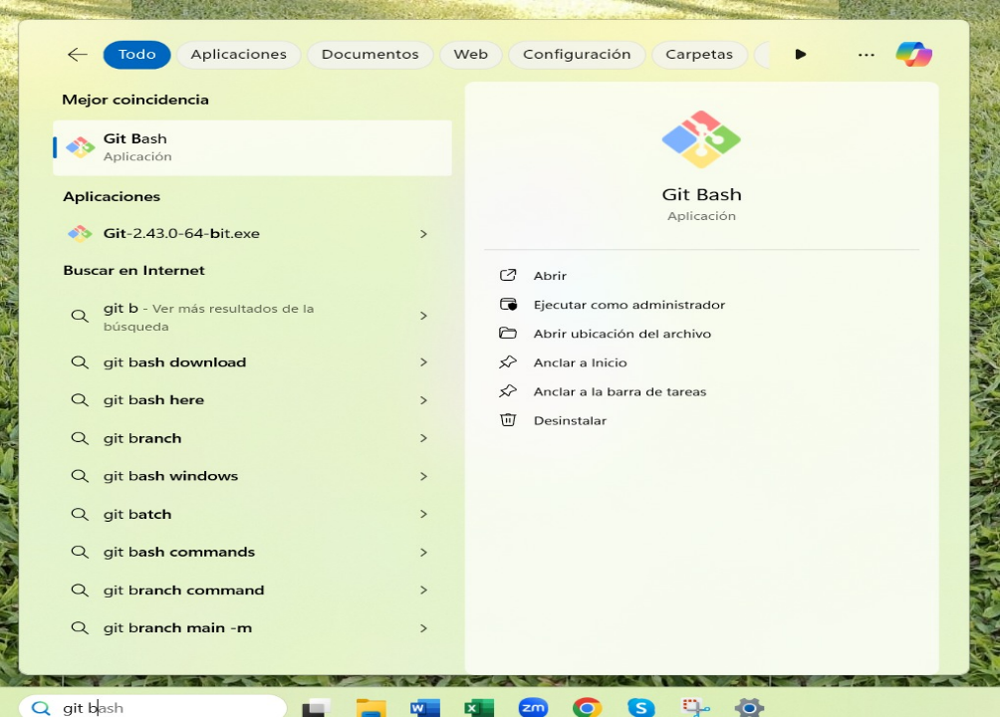 Todo Aplicaciones Documentos Web Configuración Carpetas
Mejor coincidencia
Git Bash
Aplicación
Aplicaciones
Git-2.43.0-64-bit.exe
Buscar en Internet
git b - Ver más resultados de la
búsqueda
git bash download
git bash here
git branch
git bash windows
git batch
git bash commands
git branch command
git branch main -m
Git Bash
Aplicación
Abrir
Ejecutar como administrador
Abrir ubicación del archivo
Anclar a Inicio
Anclar a la barra de tareas
Desinstalar
git bash
W
X
zm
S